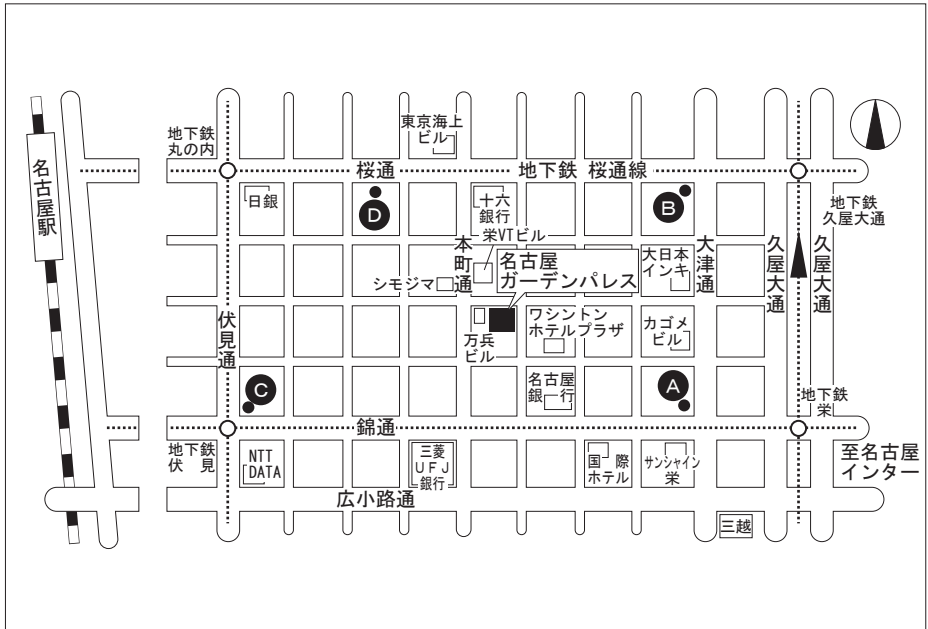 東京海上
ビル
地下鉄
丸の内
桜通
地下鉄 桜通線
名古屋駅
日銀
D
十六
銀行
B
地下鉄
久屋大通
栄VTビル
本町通
名古屋
ガーデンパレス
大日本
インキ
大津通
久屋大通
久屋大通
シモジマ
伏見通
万兵
ビル
ワシントン
ホテルプラザ
カゴメ
ビル
C
名古屋
銀行
A
地下鉄
栄
錦通
地下鉄
伏見
NTT
DATA
三菱
UFJ
銀行
国際
ホテル
サンシャイン
栄
至名古屋
インター
広小路通
三越